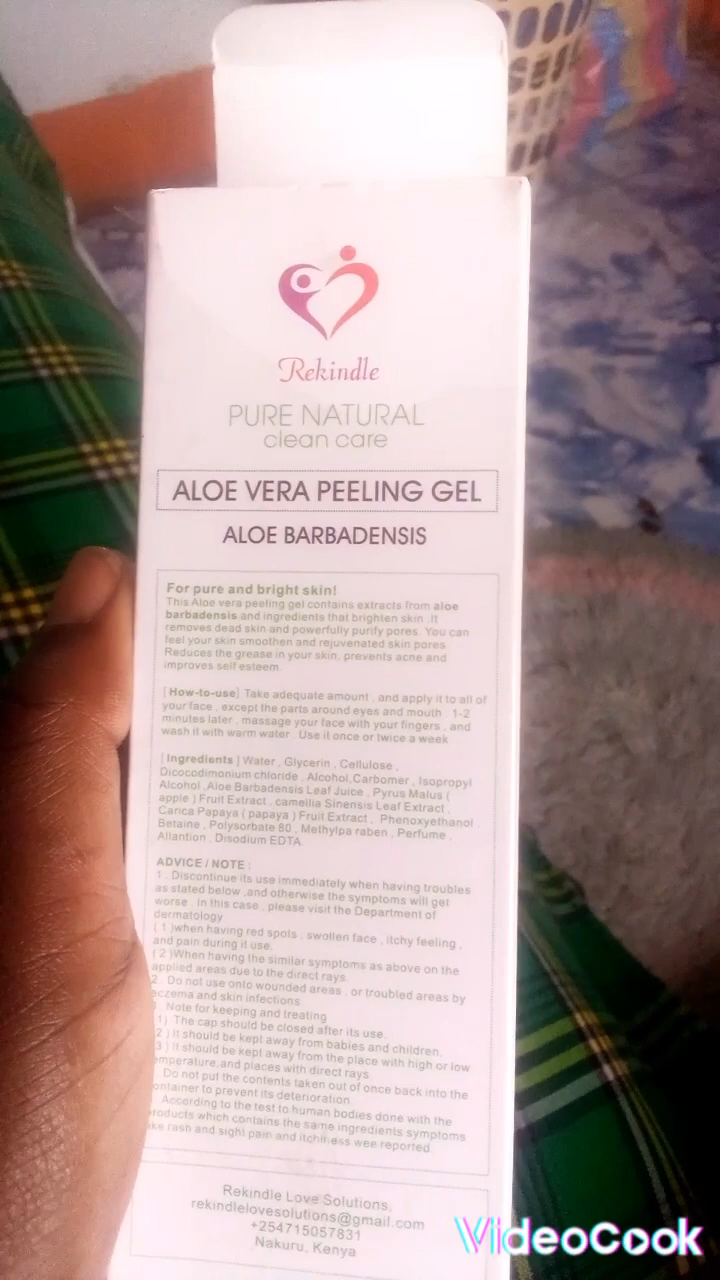 Rekindle
PURE NATURAL
clean care
ALOE VERA PEELING GEL
ALOE BARBADENSIS
For pure and bright skin!
This Aloe vera peeling gel contains extracts from aloe
barbadensis and ingredients that brighten skin .It
removes dead skin and powerfully purify pores. You can
feel your skin smoothen and rejuvenated skin pores.
Reduces the grease in your skin, prevents acne and
improves self esteem.
[ How-to-use] Take adequate amount , and apply it to all of
your face , except the parts around eyes and mouth . 1-2
minutes later , massage your face with your fingers , and
wash it with warm water . Use it once or twice a week
[ Ingredients ] Water , Glycerin , Cellulose ,
Dicocodimonium chloride , Alcohol,Carbomer , Isopropyl
Alcohol ,Aloe Barbadensis Leaf Juice , Pyrus Malus (
apple ) Fruit Extract , camellia Sinensis Leaf Extract ,
Carica Papaya ( papaya ) Fruit Extract , Phenoxyethanol ,
Betaine , Polysorbate 80 , Methylpa raben , Perfume ,
Allantion , Disodium EDTA.
ADVICE / NOTE :
1 . Discontinue its use immediately when having troubles
as stated below ,and otherwise the symptoms will get
worse . In this case , please visit the Department of
dermatology
( 1 )when having red spots , swollen face , itchy feeling ,
and pain during it use.
( 2 )When having the similar symptoms as above on the
applied areas due to the direct rays.
2 . Do not use onto wounded areas , or troubled areas by
eczema and skin infections
. Note for keeping and treating
1) The cap should be closed after its use.
2 ) It should be kept away from babies and children.
3 ) It should be kept away from the place with high or low
emperature,and places with direct rays
Do not put the contents taken out of once back into the
ontainer to prevent its deterioration.
According to the test to human bodies done with the
roducts which contains the same ingredients symptoms
ke rash and sighl pain and itchiness wee reported.
Rekindle Love Solutions,
rekindlelovesolutions@gmail.com
+254715057831
Nakuru, Kenya
VideoCook